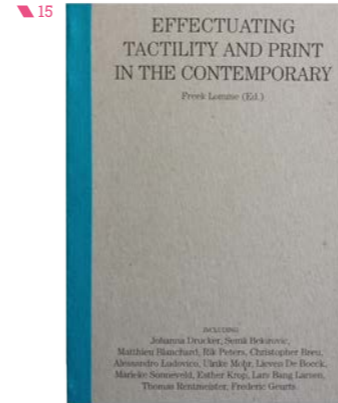 15
EFFECTUATING
TACTILITY AND PRINT
IN THE CONTEMPORARY
Freek Lomme (Ed.)
INCLUDING
Johanna Drucker, Semâ Bekirovic,
Matthieu Blanchard, Rik Peters, Christopher Breu,
Alessandro Ludovico, Ulrike Mohr, Lieven De Boeck,
Marieke Sonneveld, Esther Krop, Lars Bang Larsen,
Thomas Rentmeister, Frederic Geurts.